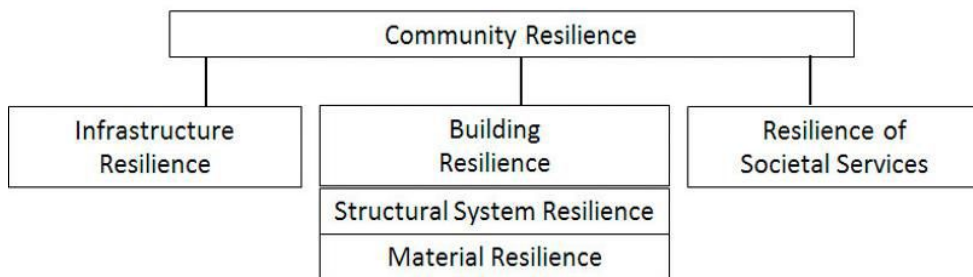 Community Resilience
Infrastructure
Resilience
Building
Resilience
Resilience of
Societal Services
Structural System Resilience
Material Resilience